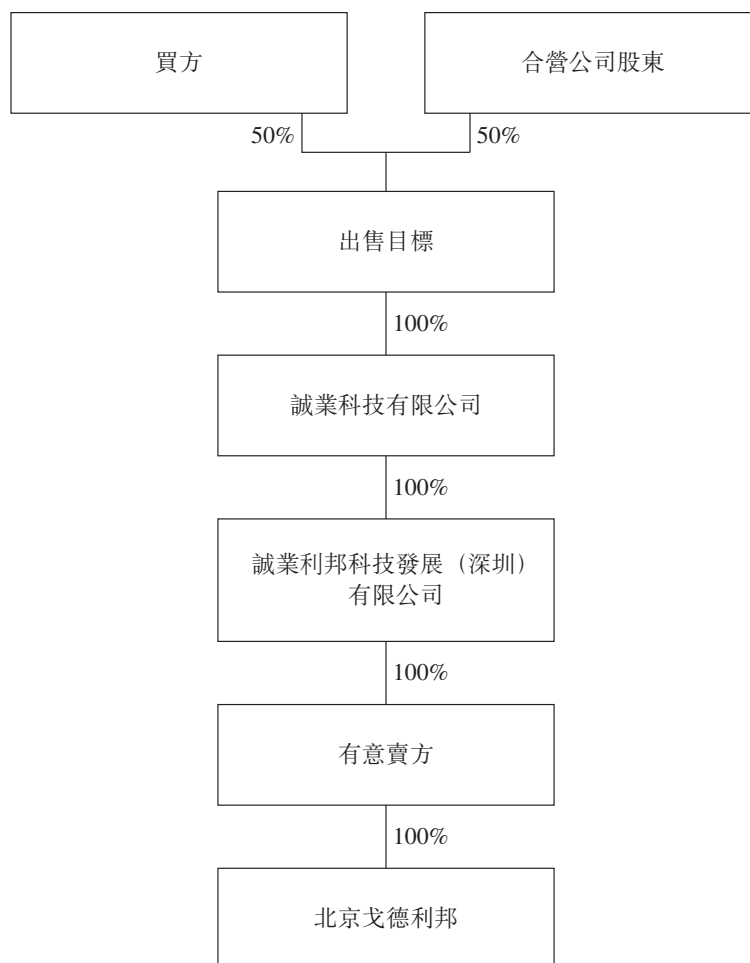 買方
合營公司股東
50%
50%
出售目標
100%
誠業科技有限公司
100%
誠業利邦科技發展（深圳）
有限公司
100%
有意賣方
100%
北京戈德利邦